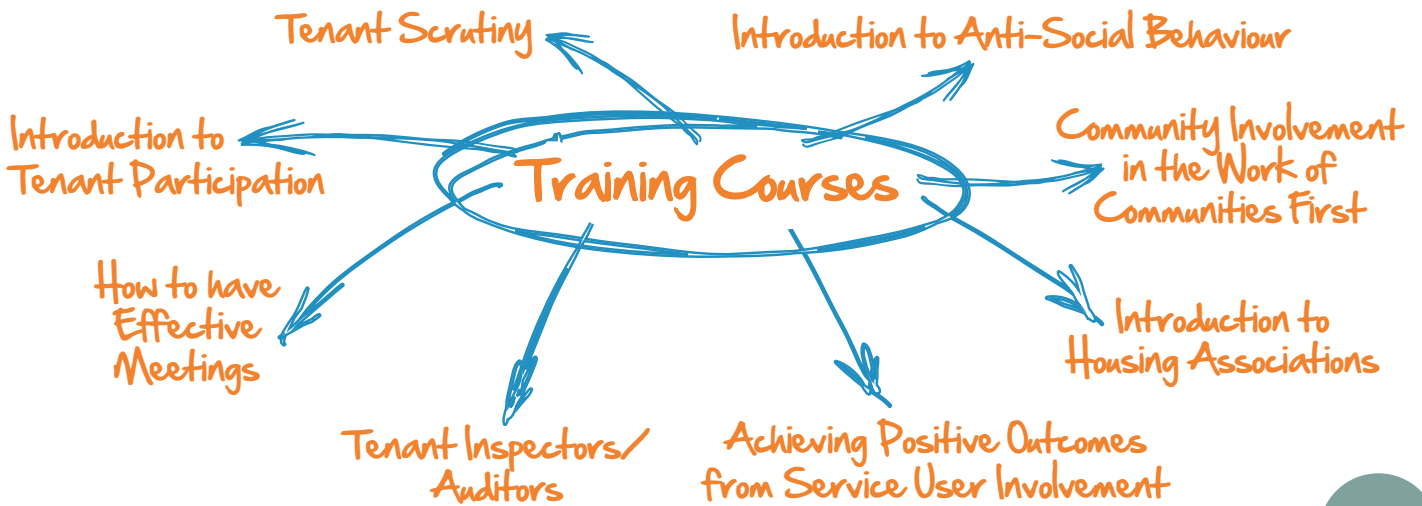 Tenant Scrutiny
Introduction to Anti-Social Behaviour
Introduction to
Tenant Participation
Training Courses
Community Involvement
in the Work of
Communities First
How to have
Effective
Meetings
Introduction to
Housing Associations
Tenant Inspectors/
Auditors
Achieving Positive Outcomes
from Service User Involvement